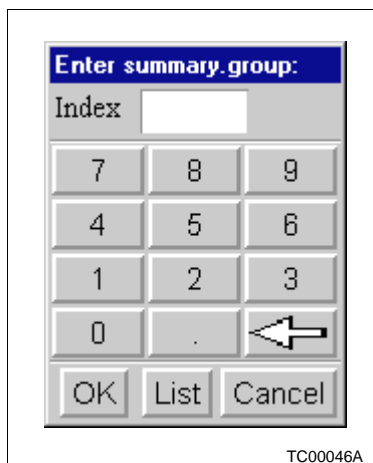 Enter summary.group:
Index
7 8 9
4 5 6
1 2 3
0 .
OK List Cancel
TC00046A